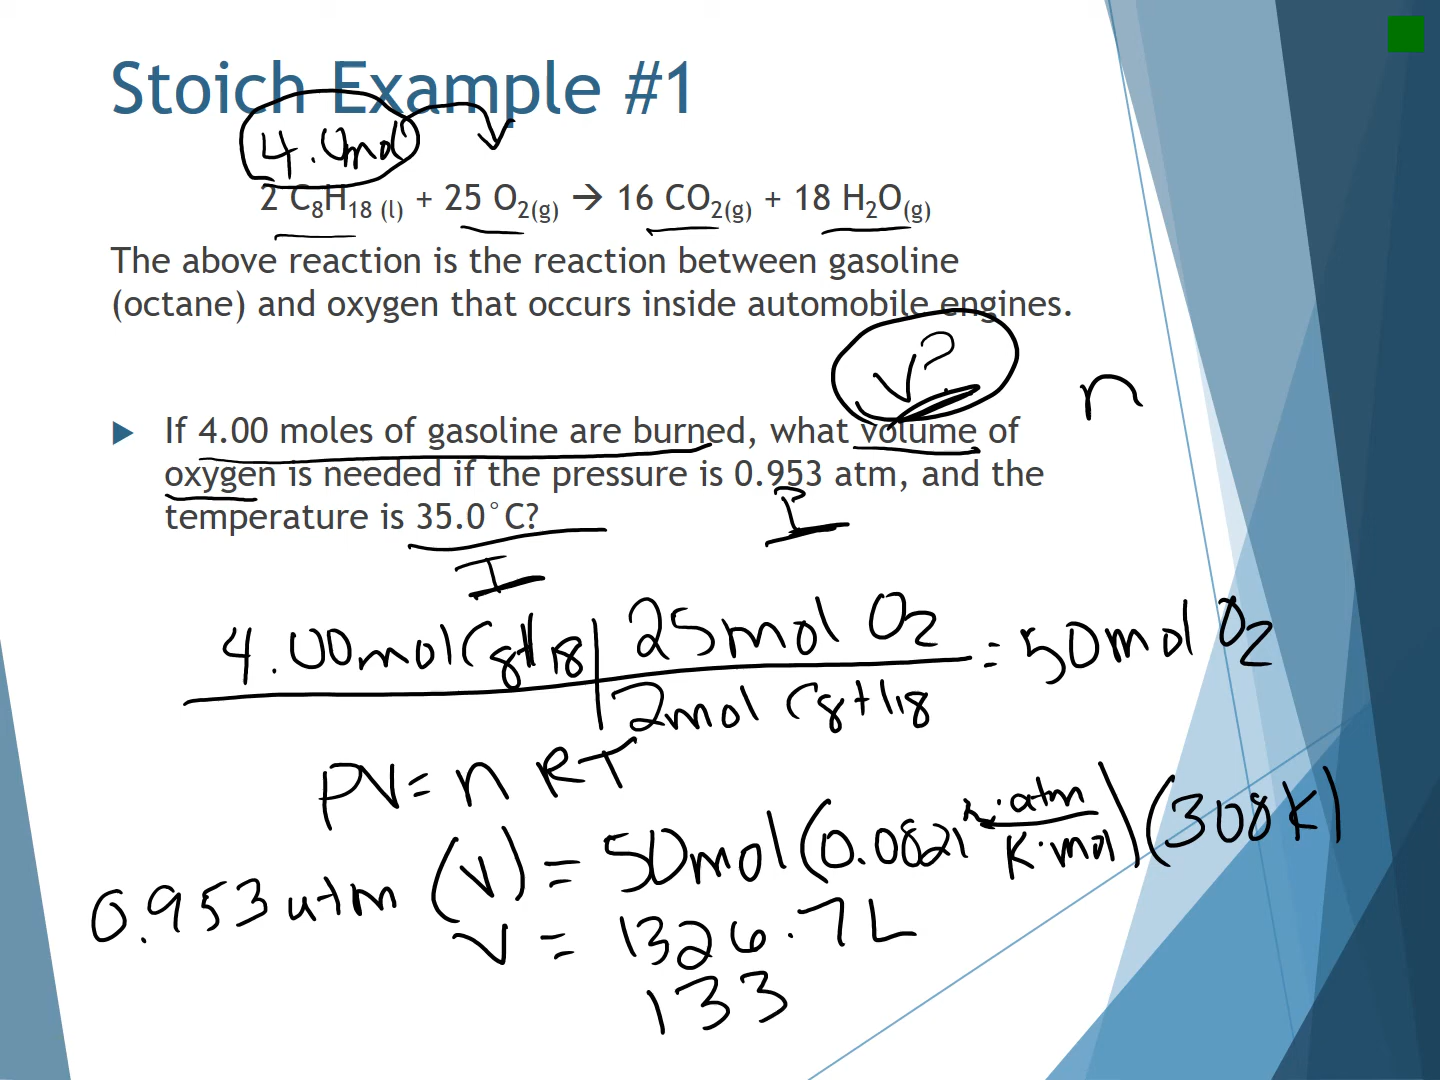 Stoich Example #1
4.0mol
2 C₈H₁₈ (l) + 25 O₂(g) → 16 CO₂(g) + 18 H₂O(g)
The above reaction is the reaction between gasoline
(octane) and oxygen that occurs inside automobile engines.
V?
n
If 4.00 moles of gasoline are burned, what volume of
oxygen is needed if the pressure is 0.953 atm, and the
P
temperature is 35.0°C?
T
4.00mol C₈H₁₈ | 25mol O₂ = 50mol O₂
2mol C₈H₁₈
PV = nRT
0.953 atm (V) = 50mol (0.0821 L·atm/K·mol) (308K)
V = 1326.7L
133